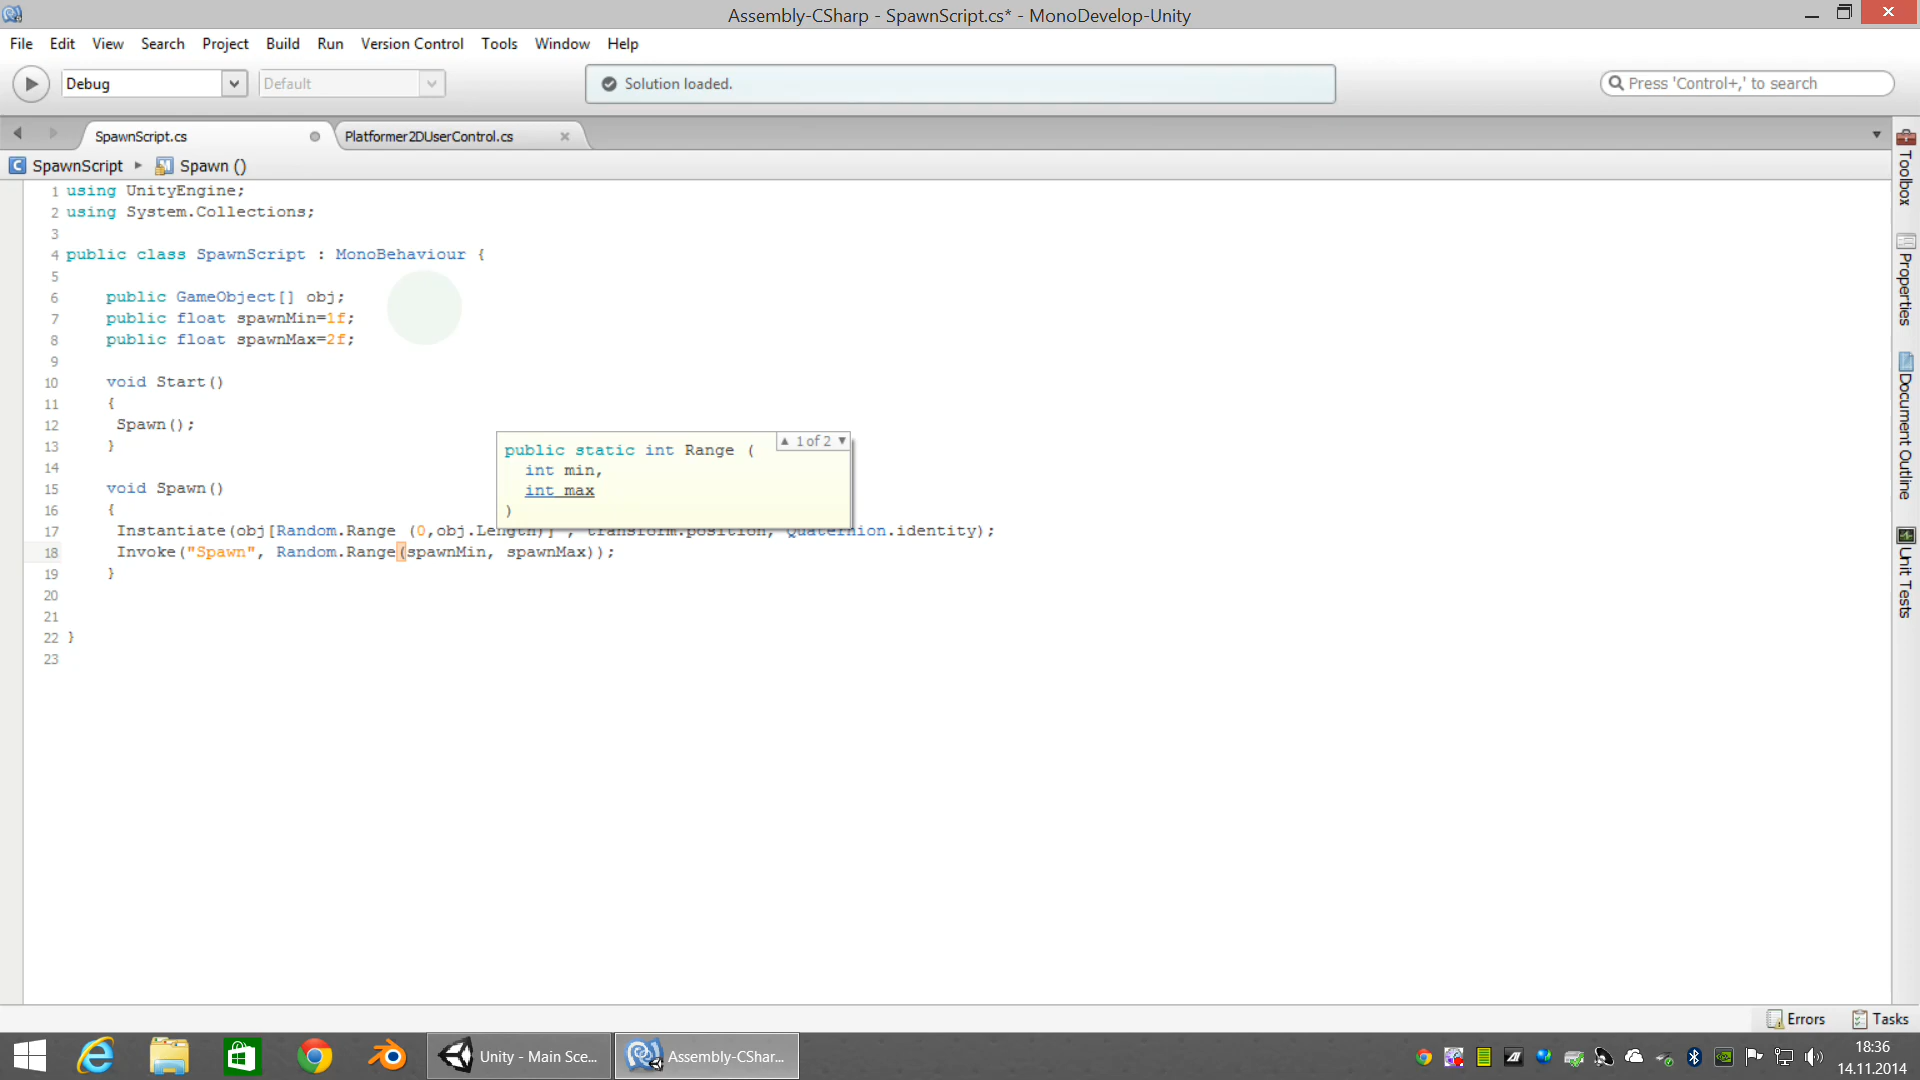 Assembly-CSharp - SpawnScript.cs* - MonoDevelop-Unity
File Edit View Search Project Build Run Version Control Tools Window Help
Debug Default Solution loaded. Press 'Control+,' to search
SpawnScript.cs Platformer2DUserControl.cs
SpawnScript Spawn ()
1 using UnityEngine;
2 using System.Collections;
3
4 public class SpawnScript : MonoBehaviour {
5
6 public GameObject[] obj;
7 public float spawnMin=1f;
8 public float spawnMax=2f;
9
10 void Start()
11 {
12 Spawn();
13 }
14
15 void Spawn()
16 {
17 Instantiate(obj[Random.Range (0,obj.Length)] , transform.position, Quaternion.identity);
18 Invoke("Spawn", Random.Range(spawnMin, spawnMax));
19 }
20
21
22 }
23
1 of 2
public static int Range (
int min,
int max
)
Toolbox
Properties
Document Outline
Unit Tests
Errors Tasks
Unity - Main Sce...
Assembly-CShar...
18:36
14.11.2014